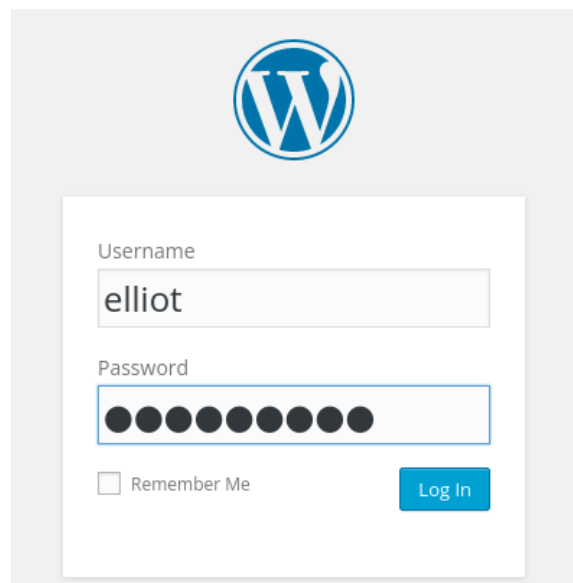 Username
elliot
Password
●●●●●●●●●
Remember Me
Log In